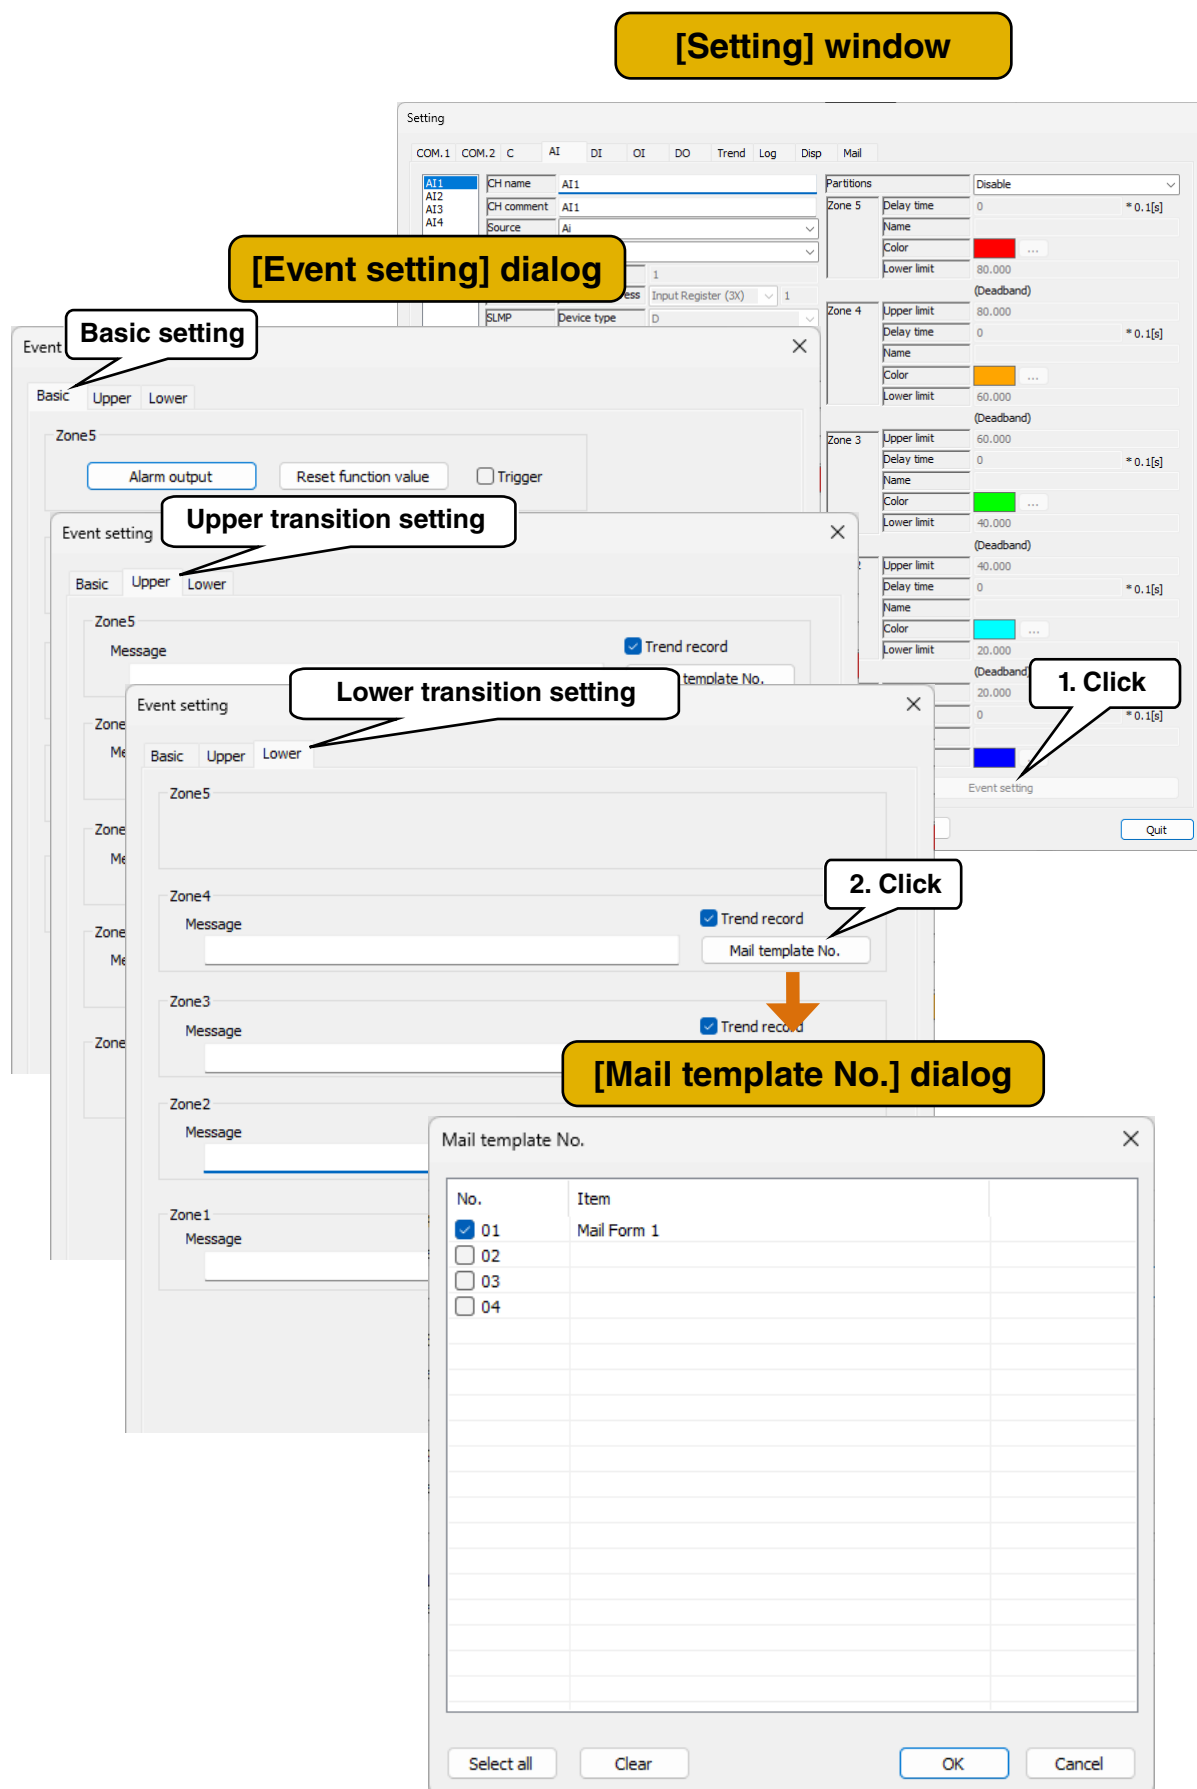 [Setting] window
Setting
COM.1 COM.2 C AI DI OI DO Trend Log Disp Mail
AI1
AI2
AI3
AI4
CH name AI1
CH comment AI1
Source Ai
1
ess Input Register (3X) 1
SLMP Device type D
Partitions Disable
Zone 5 Delay time 0 * 0.1[s]
Name
Color ...
Lower limit 80.000
(Deadband)
Zone 4 Upper limit 80.000
Delay time 0 * 0.1[s]
Name
Color ...
Lower limit 60.000
(Deadband)
Zone 3 Upper limit 60.000
Delay time 0 * 0.1[s]
Name
Color ...
Lower limit 40.000
(Deadband)
2 Upper limit 40.000
Delay time 0 * 0.1[s]
Name
Color ...
Lower limit 20.000
(Deadband)
20.000
0 * 0.1[s]
1. Click
Event setting
Quit
[Event setting] dialog
Basic setting
Event
Basic Upper Lower
Zone5
Alarm output Reset function value Trigger
Upper transition setting
Event setting
Basic Upper Lower
Zone5
Message
Trend record
template No.
Zone
Me
Zone
Me
Zone
Me
Zone
Lower transition setting
Event setting
Basic Upper Lower
Zone5
Zone4
Message
Trend record
2. Click
Mail template No.
Zone3
Message
Trend record
Zone2
Message
Zone1
Message
[Mail template No.] dialog
Mail template No.
No. Item
01 Mail Form 1
02
03
04
Select all Clear OK Cancel